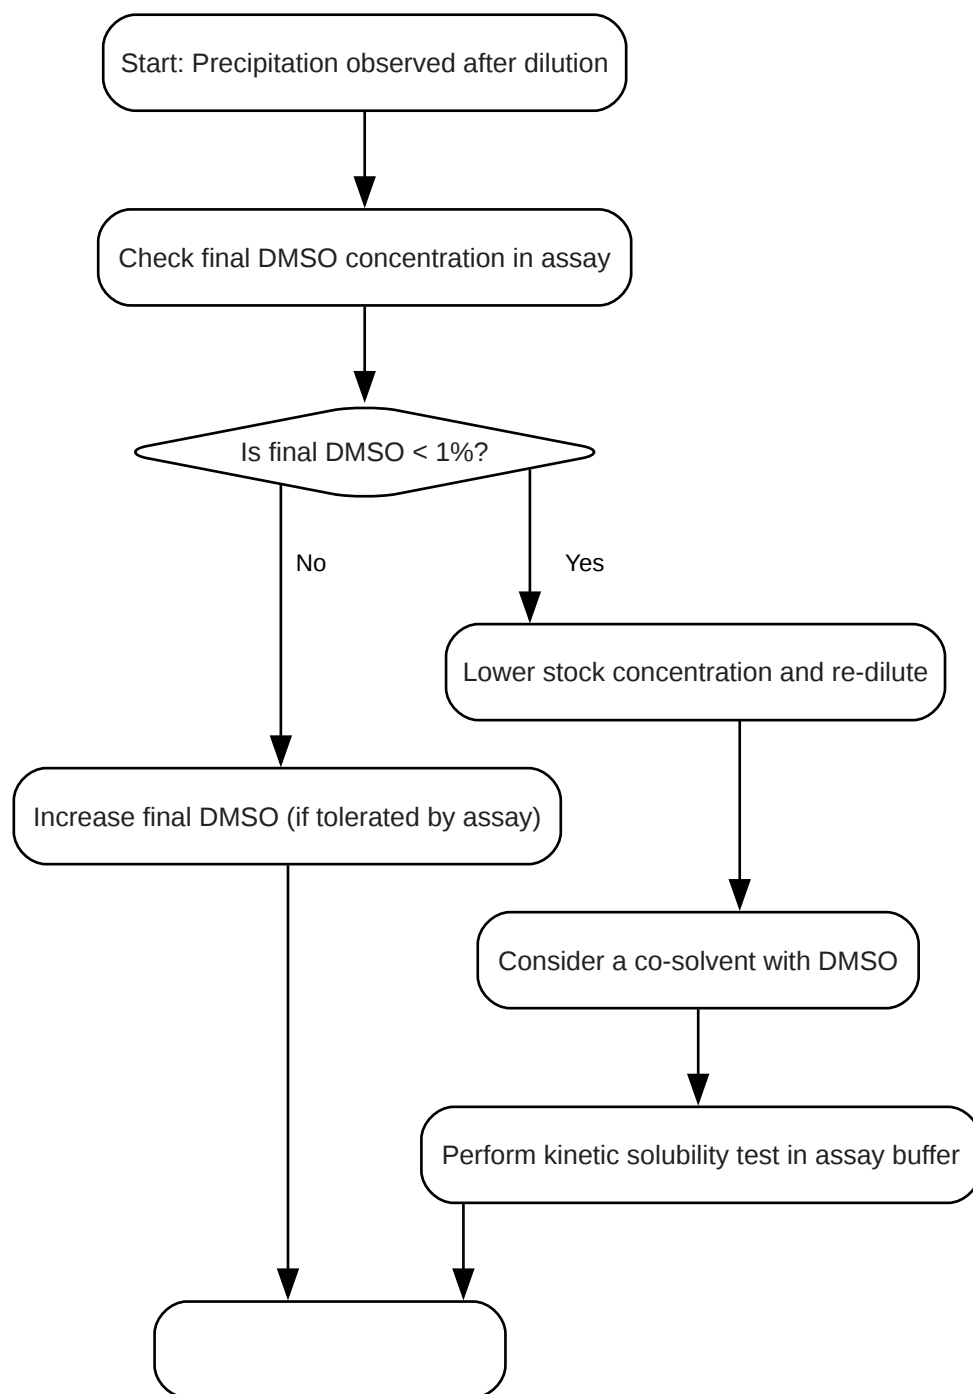 Start: Precipitation observed after dilution
Check final DMSO concentration in assay
Is final DMSO < 1%?
No
Yes
Lower stock concentration and re-dilute
Increase final DMSO (if tolerated by assay)
Consider a co-solvent with DMSO
Perform kinetic solubility test in assay buffer